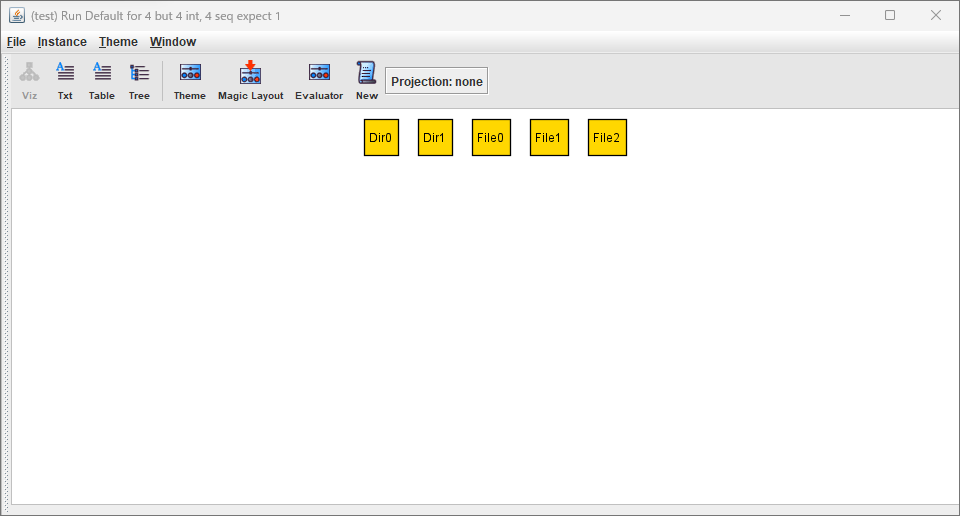 (test) Run Default for 4 but 4 int, 4 seq expect 1
File Instance Theme Window
Viz Txt Table Tree Theme Magic Layout Evaluator New Projection: none
Dir0 Dir1 File0 File1 File2